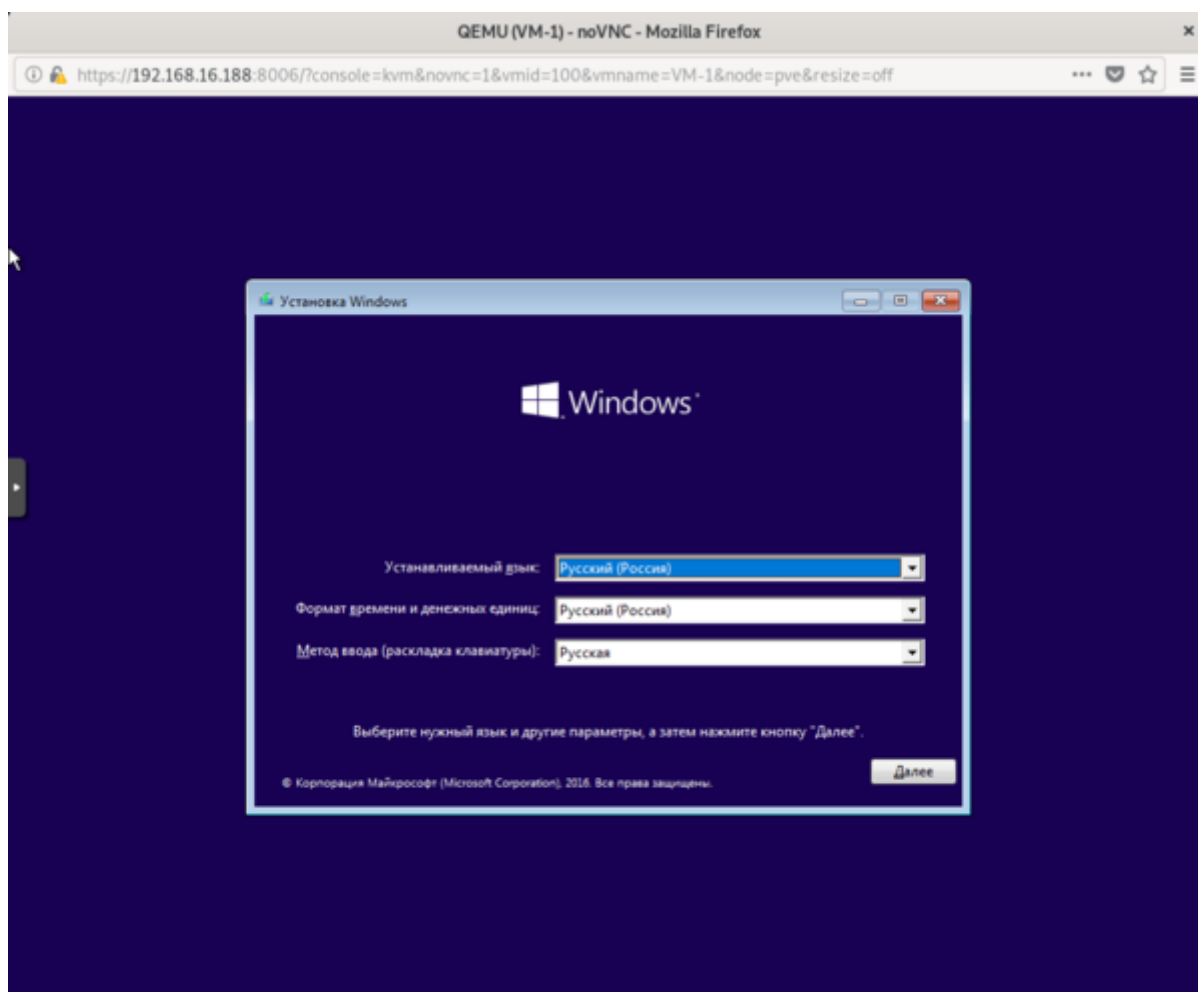 QEMU (VM-1) - noVNC - Mozilla Firefox
https://192.168.16.188:8006/?console=kvm&novnc=1&vmid=100&vmname=VM-1&node=pve&resize=off
Установка Windows
Windows
Устанавливаемый язык: Русский (Россия)
Формат времени и денежных единиц: Русский (Россия)
Метод ввода (раскладка клавиатуры): Русская
Выберите нужный язык и другие параметры, а затем нажмите кнопку "Далее".
Далее
© Корпорация Майкрософт (Microsoft Corporation), 2016. Все права защищены.